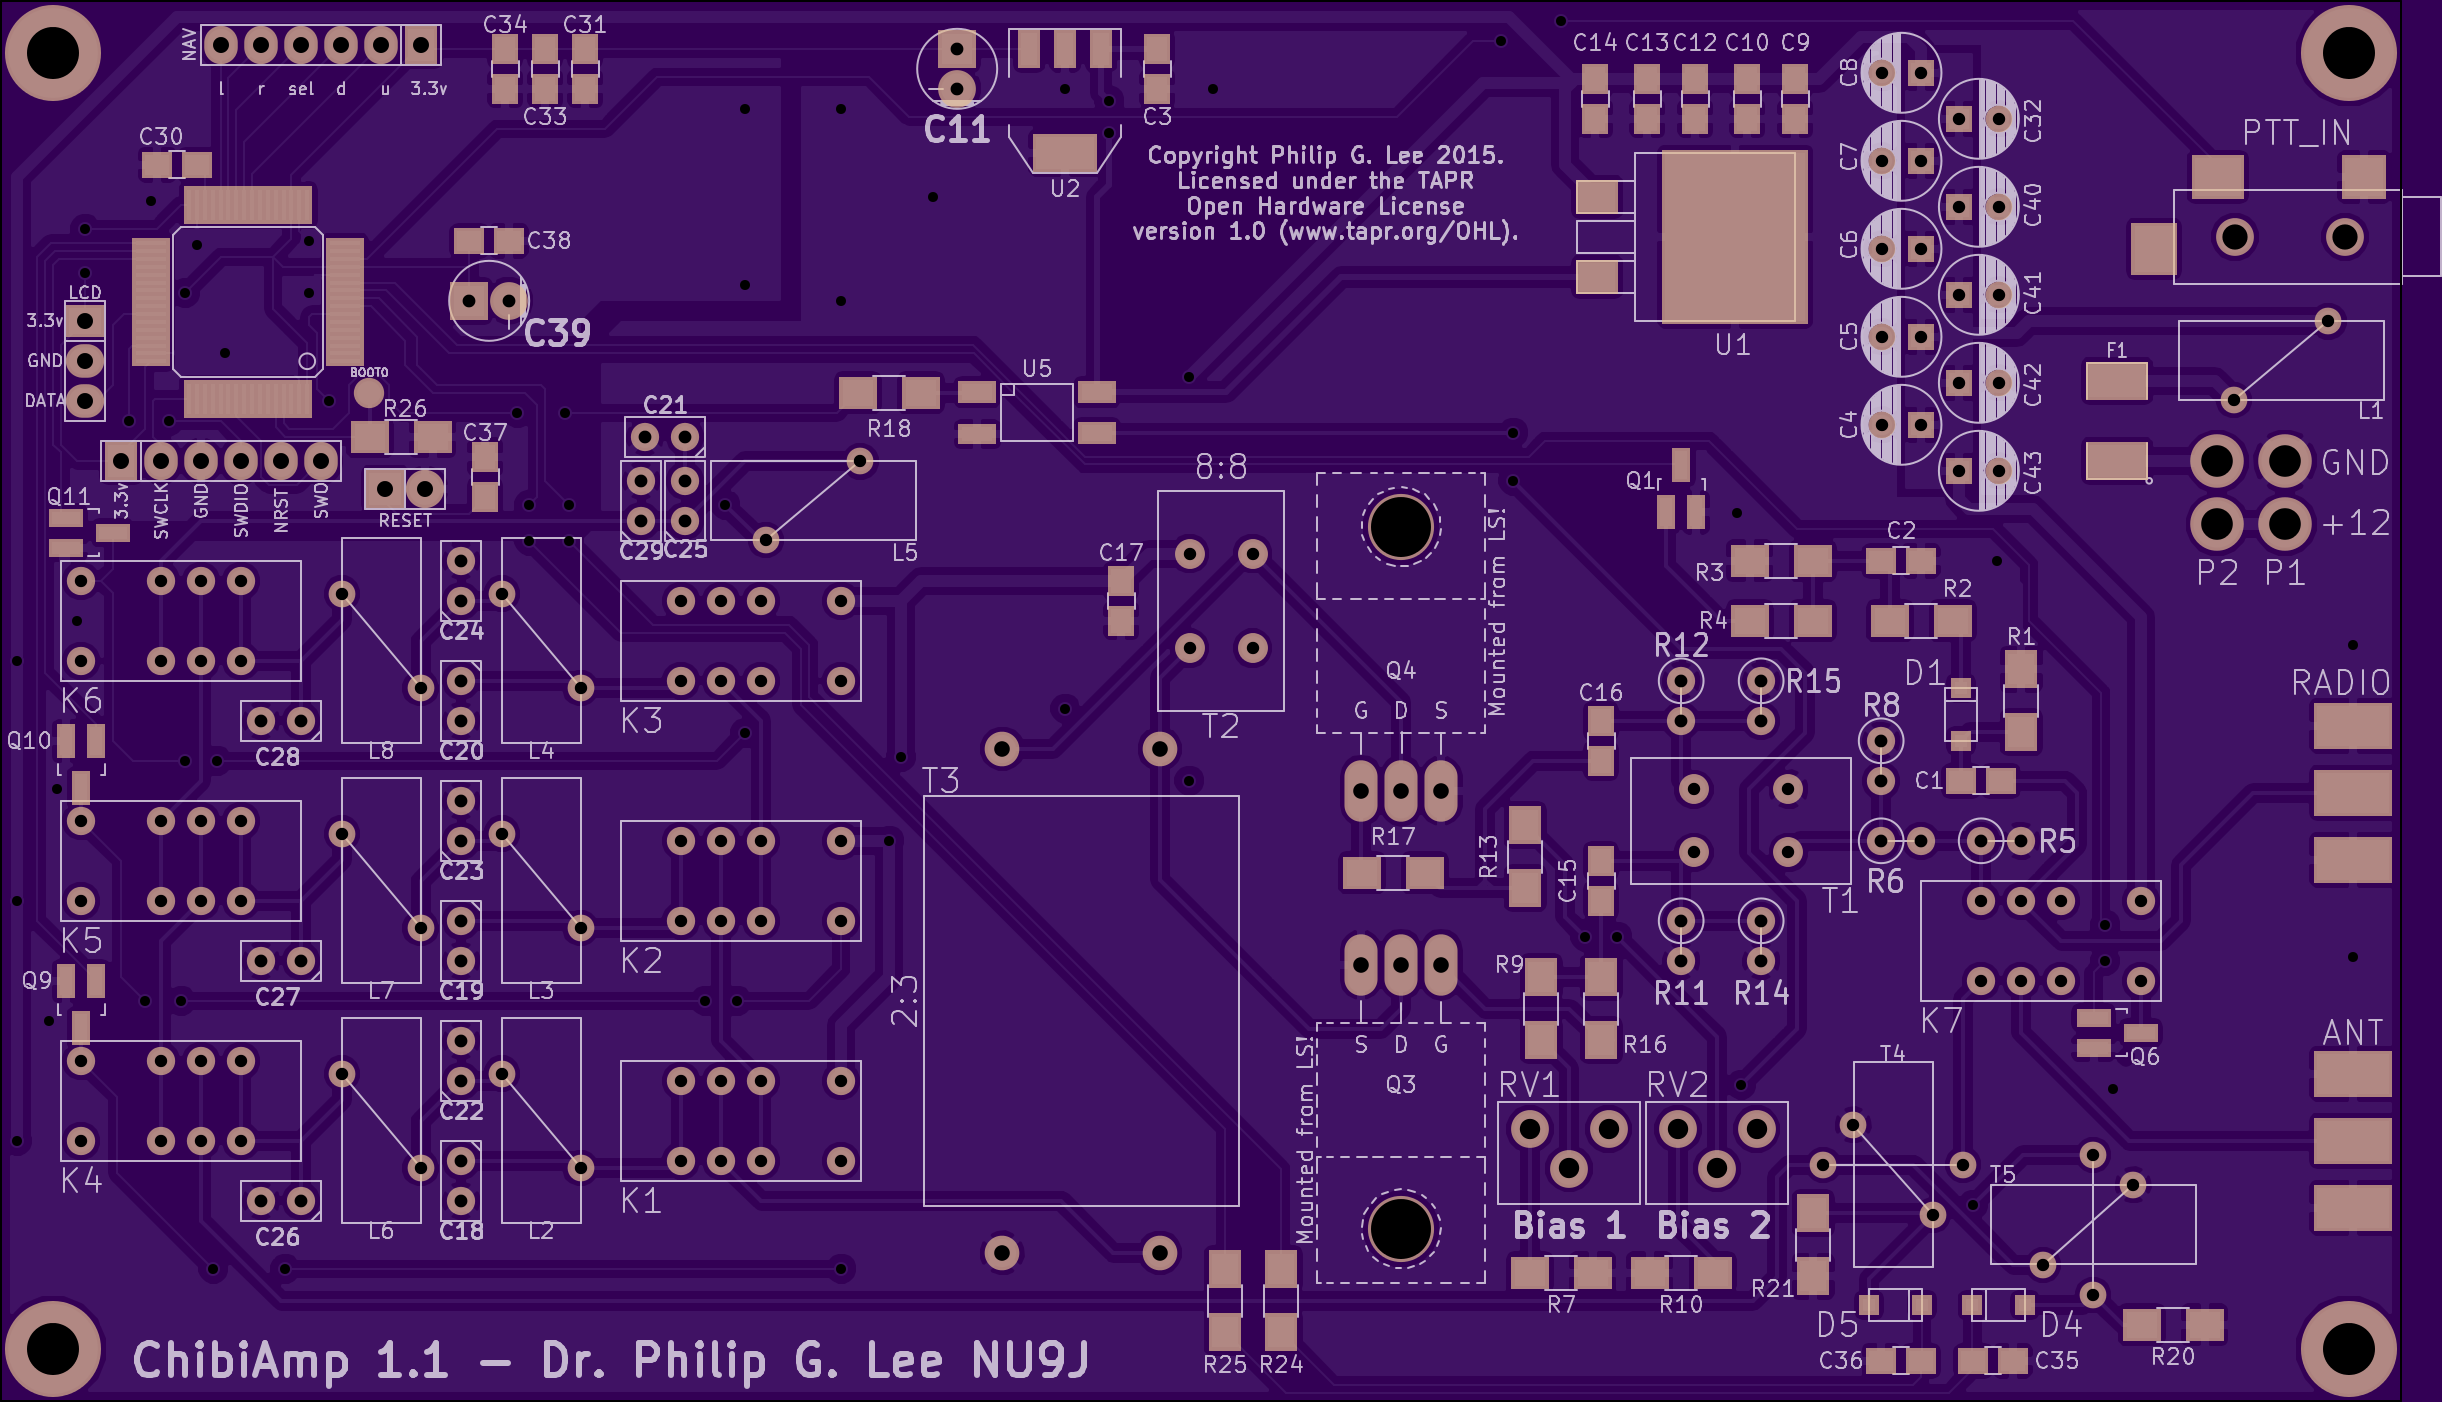 NAV
l r sel d u 3.3v
C34 C31
C33
C30
C11
C3
U2
Copyright Philip G. Lee 2015.
Licensed under the TAPR
Open Hardware License
version 1.0 (www.tapr.org/OHL).
C14 C13 C12 C10 C9
U1
C8
C7
C6
C5
C4
C32
C40
C41
C42
C43
PTT_IN
F1
L1
GND
+12
P2 P1
C38
C39
LCD
3.3v
GND
DATA
BOOT0
R26
C37
RESET
3.3v
SWCLK
GND
SWDIO
NRST
SWO
Q11
C21
C29
C25
L5
R18
U5
8:8
C17
T2
Q4
G D S
Mounted from LS!
Q1
R3
R4
C2
R2
R1
D1
R12
R15
R8
C16
C1
RADIO
K6
C28
L8
C24
C20
L4
K3
Q10
K5
C27
L7
C23
C19
L3
K2
T3
2:3
R17
R13
C15
T1
R6
R5
K7
Q9
K4
C26
L6
C22
C18
L2
K1
R9
R16
R11
R14
Q6
ANT
S D G
Q3
Mounted from LS!
RV1
RV2
Bias 1
Bias 2
R7
R10
R21
T4
T5
D5
D4
C36
C35
R20
R25
R24
ChibiAmp 1.1 - Dr. Philip G. Lee NU9J